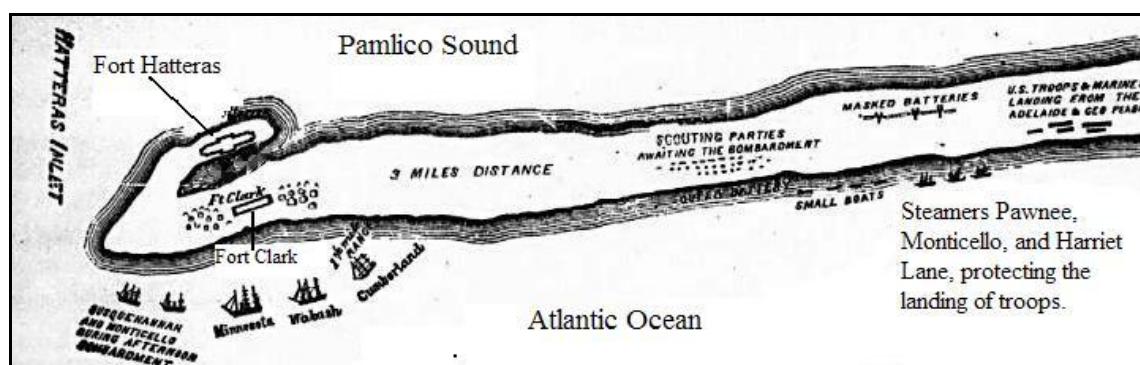 HATTERAS INLET
Pamlico Sound
Fort Hatteras
MASKED BATTERIES
U.S. TROOPS & MARINE
LANDING FROM THE
ADELAIDE & GEO PEAB
SCOUTING PARTIES
AWAITING THE BOMBARDMENT
3 MILES DISTANCE
Ft Clark
SMALL BOATS
Fort Clark
RANGE
Cumberland
Wabash
Minnesota
SUSQUEHANNAH
AND MONTICELLO
DURING AFTERNOON
BOMBARDMENT
Steamers Pawnee,
Monticello, and Harriet
Lane, protecting the
landing of troops.
Atlantic Ocean